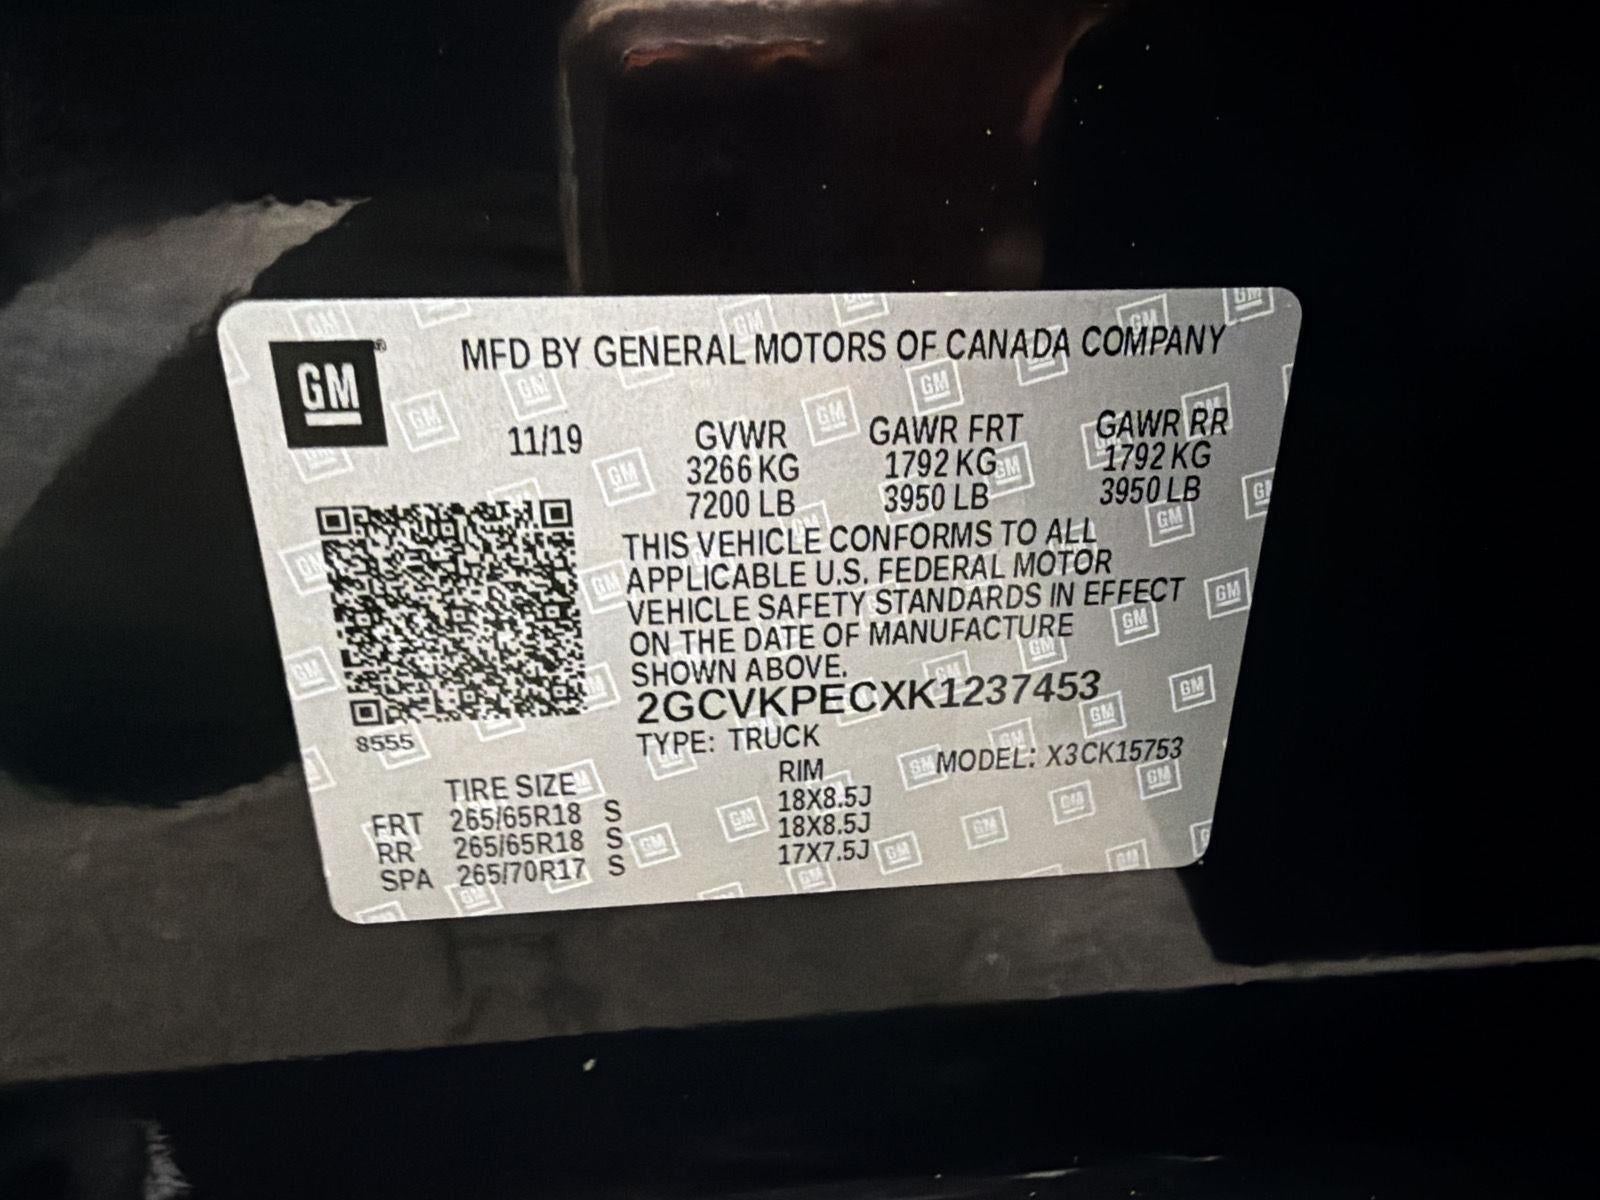 GM
MFD BY GENERAL MOTORS OF CANADA COMPANY
11/19
GVWR GAWR FRT GAWR RR
3266 KG 1792 KG 1792 KG
7200 LB 3950 LB 3950 LB
THIS VEHICLE CONFORMS TO ALL
APPLICABLE U.S. FEDERAL MOTOR
VEHICLE SAFETY STANDARDS IN EFFECT
ON THE DATE OF MANUFACTURE
SHOWN ABOVE.
2GCVKPECXK1237453
8555
TYPE: TRUCK
MODEL: X3CK15753
TIRE SIZE RIM
FRT 265/65R18 S 18X8.5J
RR 265/65R18 S 18X8.5J
SPA 265/70R17 S 17X7.5J